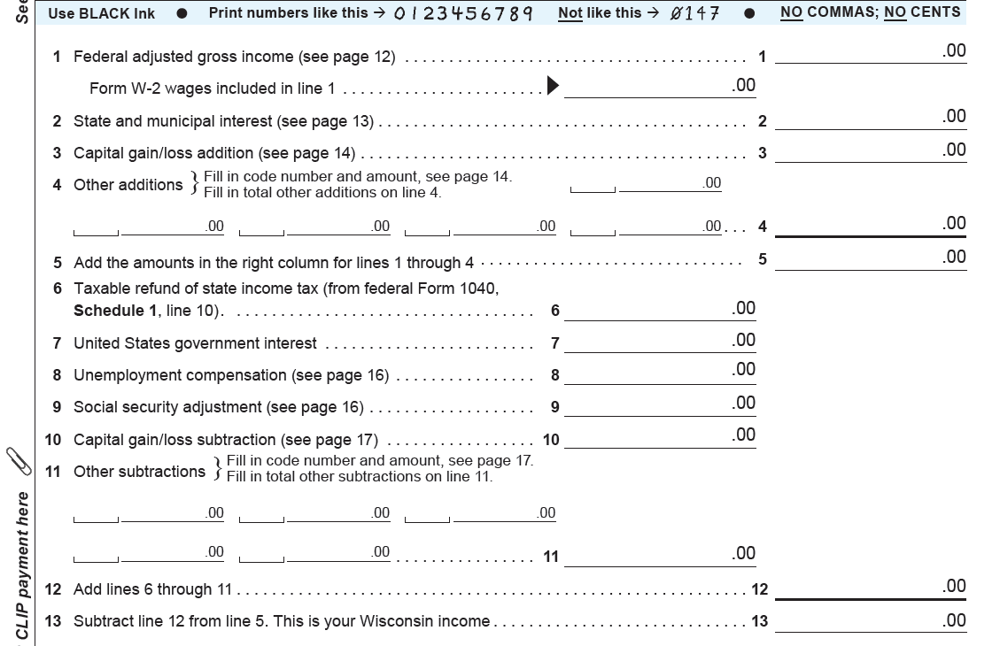 See
Use BLACK Ink ● Print numbers like this → 0123456789 Not like this → 0147 ● NO COMMAS; NO CENTS
1 Federal adjusted gross income (see page 12) . . . . . . . . . . . . . . . . . . . . . . . . . . . . . . . . . . . . . . . 1 .00
Form W-2 wages included in line 1 . . . . . . . . . . . . . . . . . . . . . . . ▶ .00
2 State and municipal interest (see page 13) . . . . . . . . . . . . . . . . . . . . . . . . . . . . . . . . . . . . . . . . . . 2 .00
3 Capital gain/loss addition (see page 14) . . . . . . . . . . . . . . . . . . . . . . . . . . . . . . . . . . . . . . . . . . . . 3 .00
4 Other additions } Fill in code number and amount, see page 14.
Fill in total other additions on line 4. .00
.00 .00 .00 .00 . . . 4 .00
5 Add the amounts in the right column for lines 1 through 4 . . . . . . . . . . . . . . . . . . . . . . . . . . . . . . 5 .00
6 Taxable refund of state income tax (from federal Form 1040,
Schedule 1, line 10). . . . . . . . . . . . . . . . . . . . . . . . . . . . . . . . . . . 6 .00
7 United States government interest . . . . . . . . . . . . . . . . . . . . . . . . 7 .00
8 Unemployment compensation (see page 16) . . . . . . . . . . . . . . . . 8 .00
9 Social security adjustment (see page 16) . . . . . . . . . . . . . . . . . . . 9 .00
10 Capital gain/loss subtraction (see page 17) . . . . . . . . . . . . . . . . . 10 .00
11 Other subtractions } Fill in code number and amount, see page 17.
Fill in total other subtractions on line 11.
.00 .00 .00
.00 .00 . . . . . . . . . . . . . . . . 11 .00
12 Add lines 6 through 11 . . . . . . . . . . . . . . . . . . . . . . . . . . . . . . . . . . . . . . . . . . . . . . . . . . . . . . . . . 12 .00
13 Subtract line 12 from line 5. This is your Wisconsin income . . . . . . . . . . . . . . . . . . . . . . . . . . . . . 13 .00
CLIP payment here